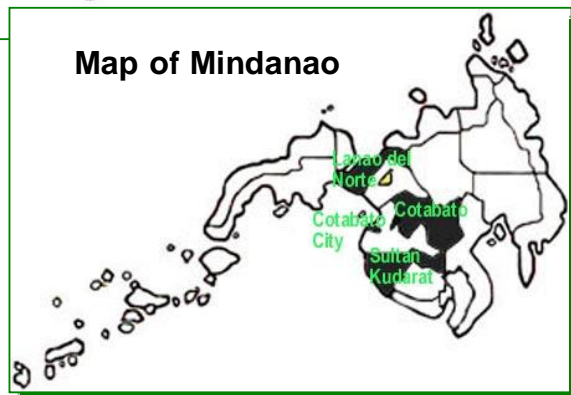 Map of Mindanao
Lanao del
Norte
Cotabato
City
Cotabato
Sultan
Kudarat